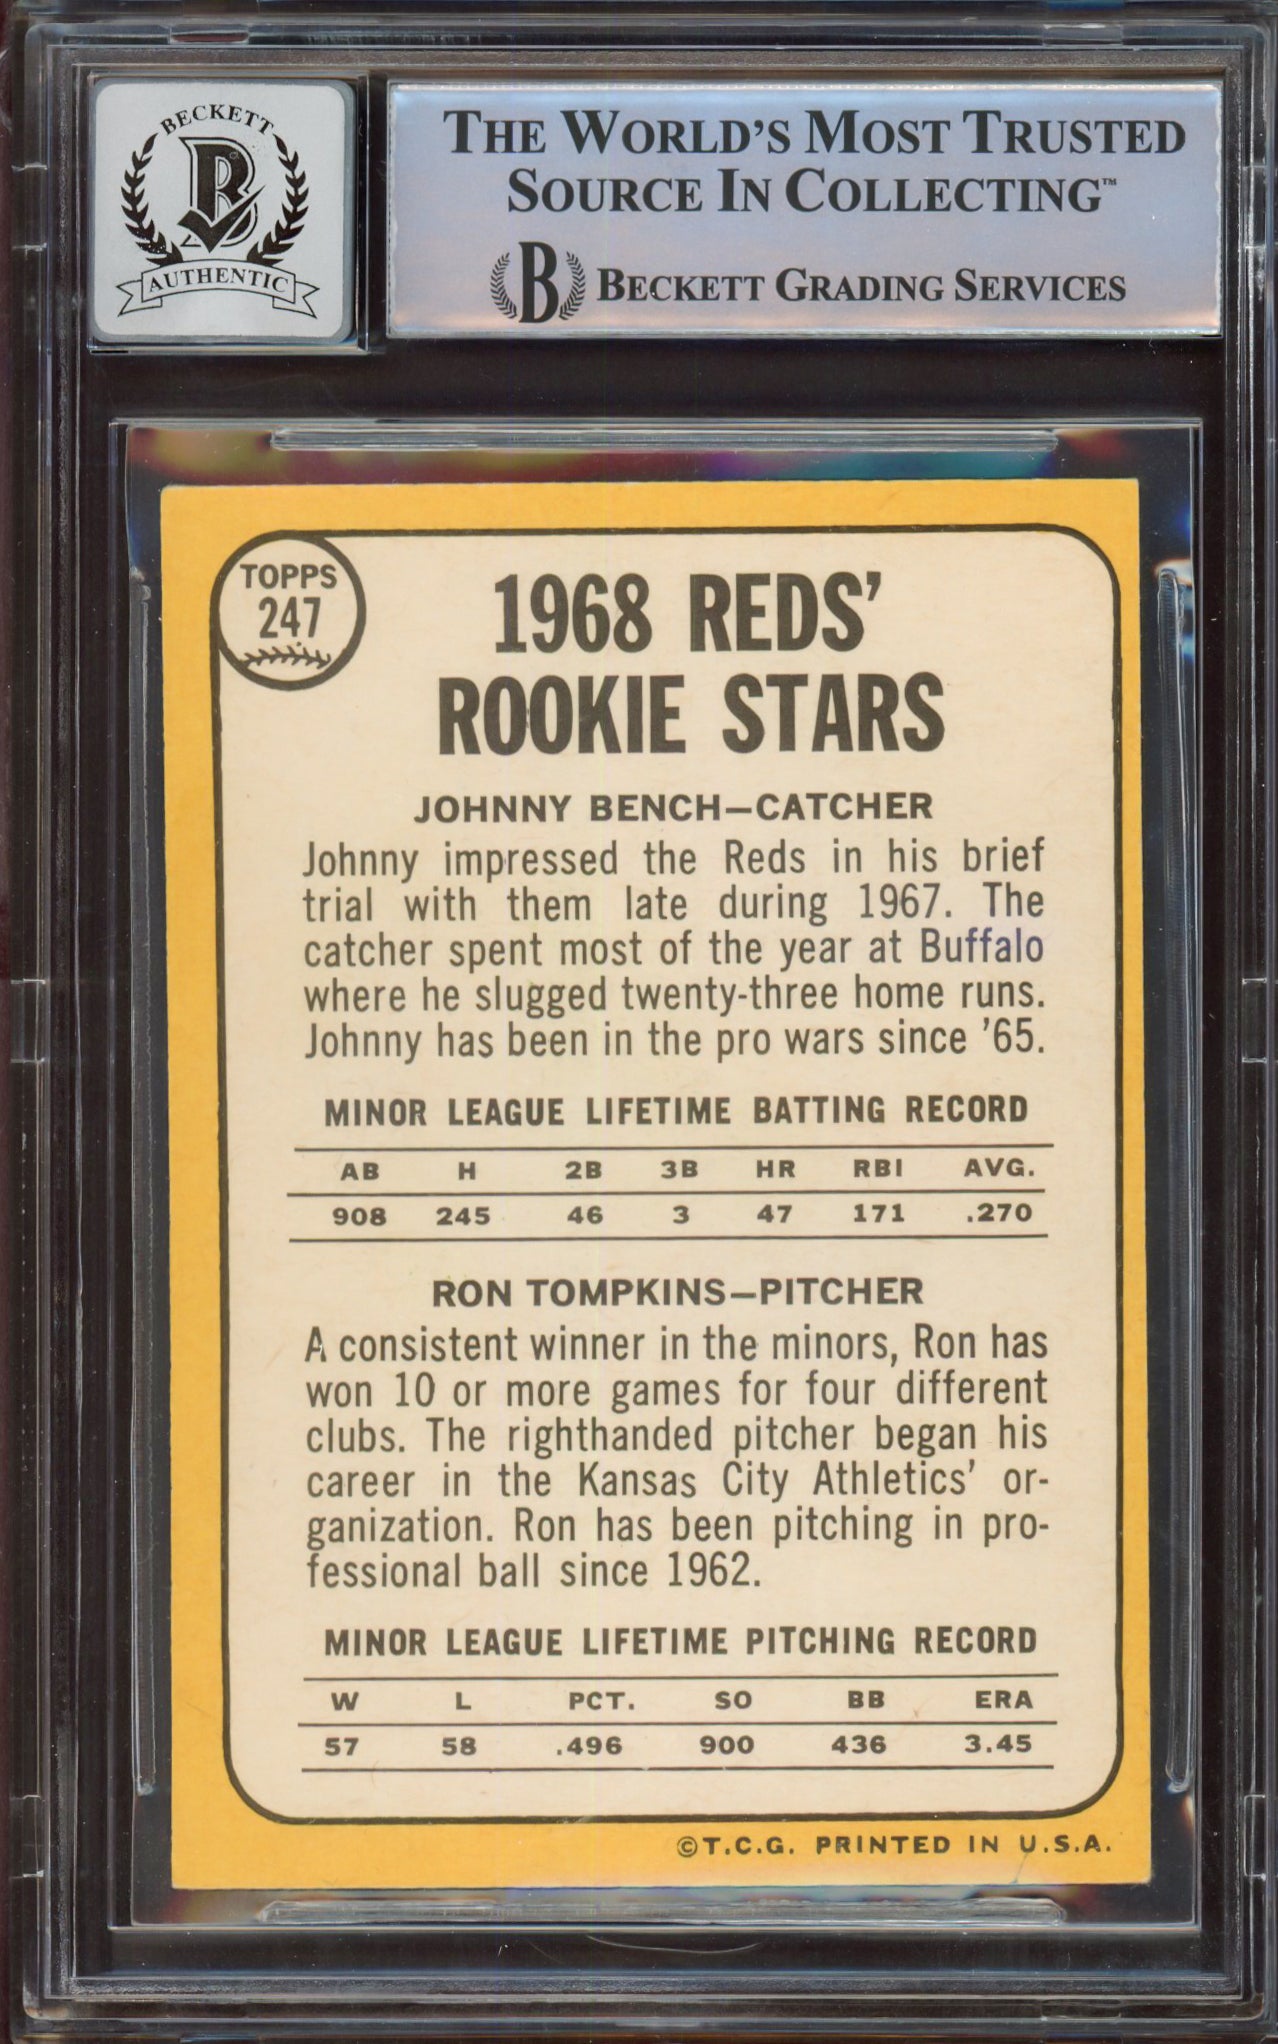 BECKETT
AUTHENTIC
THE WORLD'S MOST TRUSTED
SOURCE IN COLLECTING™
B BECKETT GRADING SERVICES
TOPPS
247
1968 REDS'
ROOKIE STARS
JOHNNY BENCH—CATCHER
Johnny impressed the Reds in his brief
trial with them late during 1967. The
catcher spent most of the year at Buffalo
where he slugged twenty-three home runs.
Johnny has been in the pro wars since '65.
MINOR LEAGUE LIFETIME BATTING RECORD
AB H 2B 3B HR RBI AVG.
908 245 46 3 47 171 .270
RON TOMPKINS—PITCHER
A consistent winner in the minors, Ron has
won 10 or more games for four different
clubs. The righthanded pitcher began his
career in the Kansas City Athletics' or-
ganization. Ron has been pitching in pro-
fessional ball since 1962.
MINOR LEAGUE LIFETIME PITCHING RECORD
W L PCT. SO BB ERA
57 58 .496 900 436 3.45
©T.C.G. PRINTED IN U.S.A.